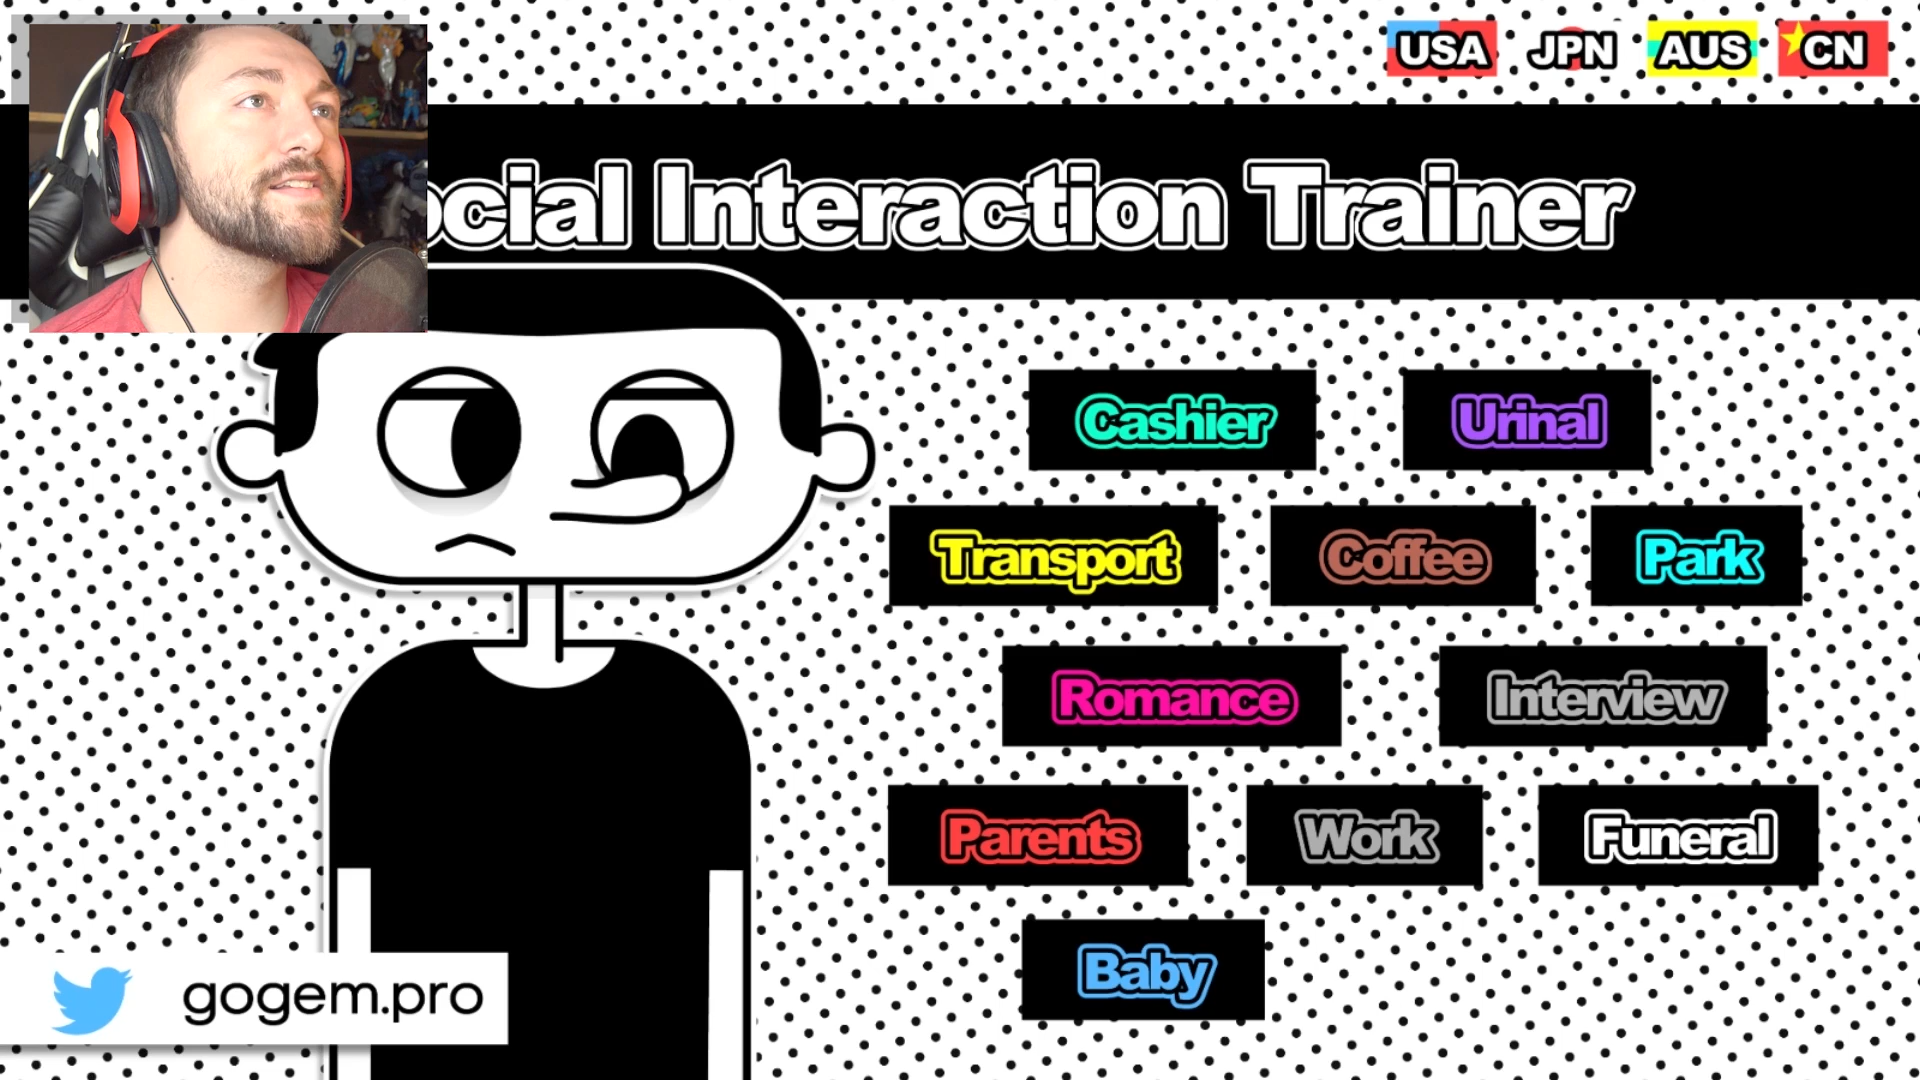 USA JPN AUS CN
ocial Interaction Trainer
Cashier Urinal
Transport Coffee Park
Romance Interview
Parents Work Funeral
Baby
gogem.pro